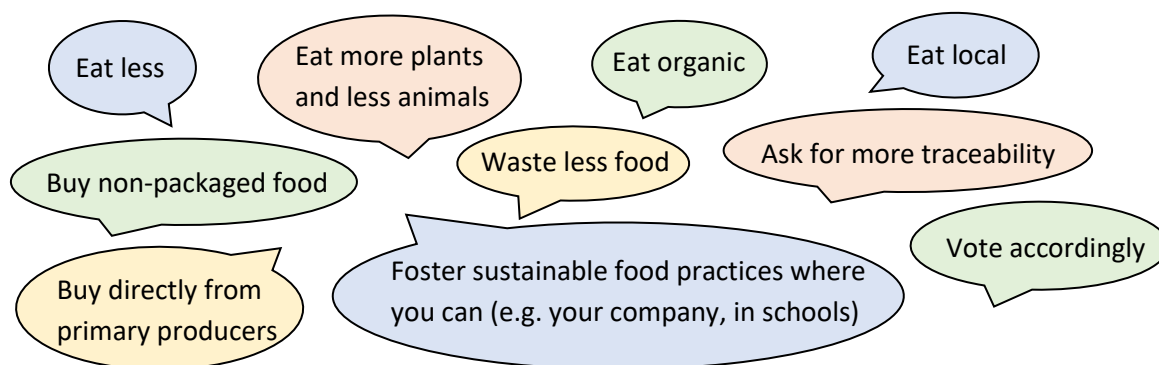 Eat less
Eat more plants
and less animals
Eat organic
Eat local
Buy non-packaged food
Waste less food
Ask for more traceability
Buy directly from
primary producers
Foster sustainable food practices where
you can (e.g. your company, in schools)
Vote accordingly